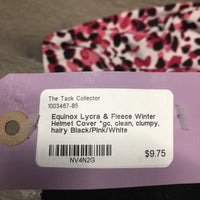 The Tack Collector
1003467-85
Equinox Lycra & Fleece Winter
Helmet Cover *gc, clean, clumpy,
hairy Black/Pink/White
$9.75
NV4N2G